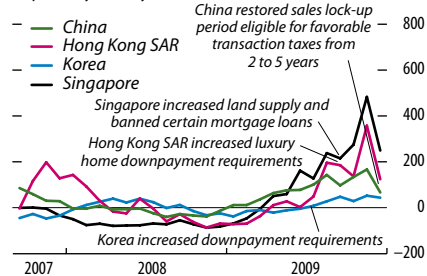 China restored sales lock-up
period eligible for favorable
transaction taxes from
2 to 5 years
China
Hong Kong SAR
Korea
Singapore
Singapore increased land supply and
banned certain mortgage loans
Hong Kong SAR increased luxury
home downpayment requirements
Korea increased downpayment requirements
800
600
400
200
0
–200
2007 2008 2009